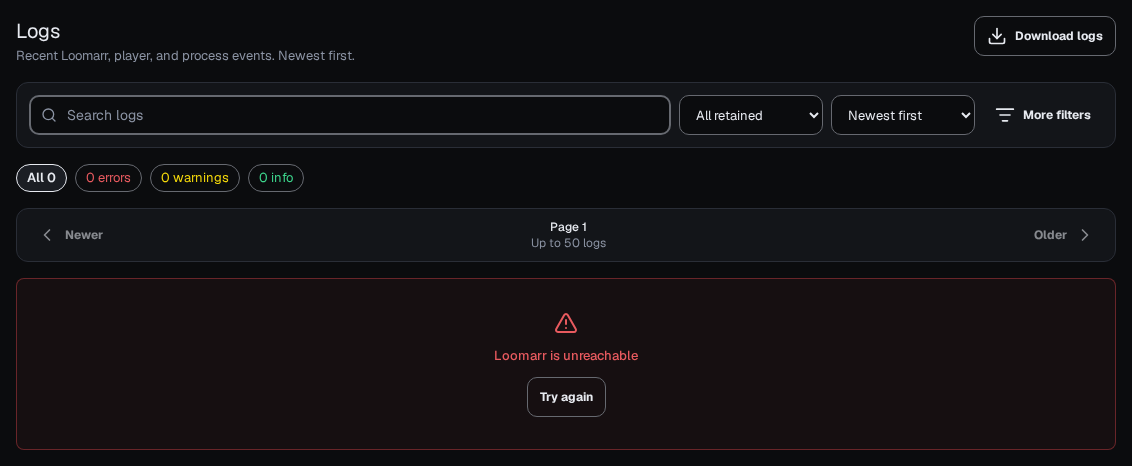 Logs
Recent Loomarr, player, and process events. Newest first.
Download logs
Search logs
All retained
Newest first
More filters
All 0
0 errors
0 warnings
0 info
Newer
Page 1
Up to 50 logs
Older
Loomarr is unreachable
Try again